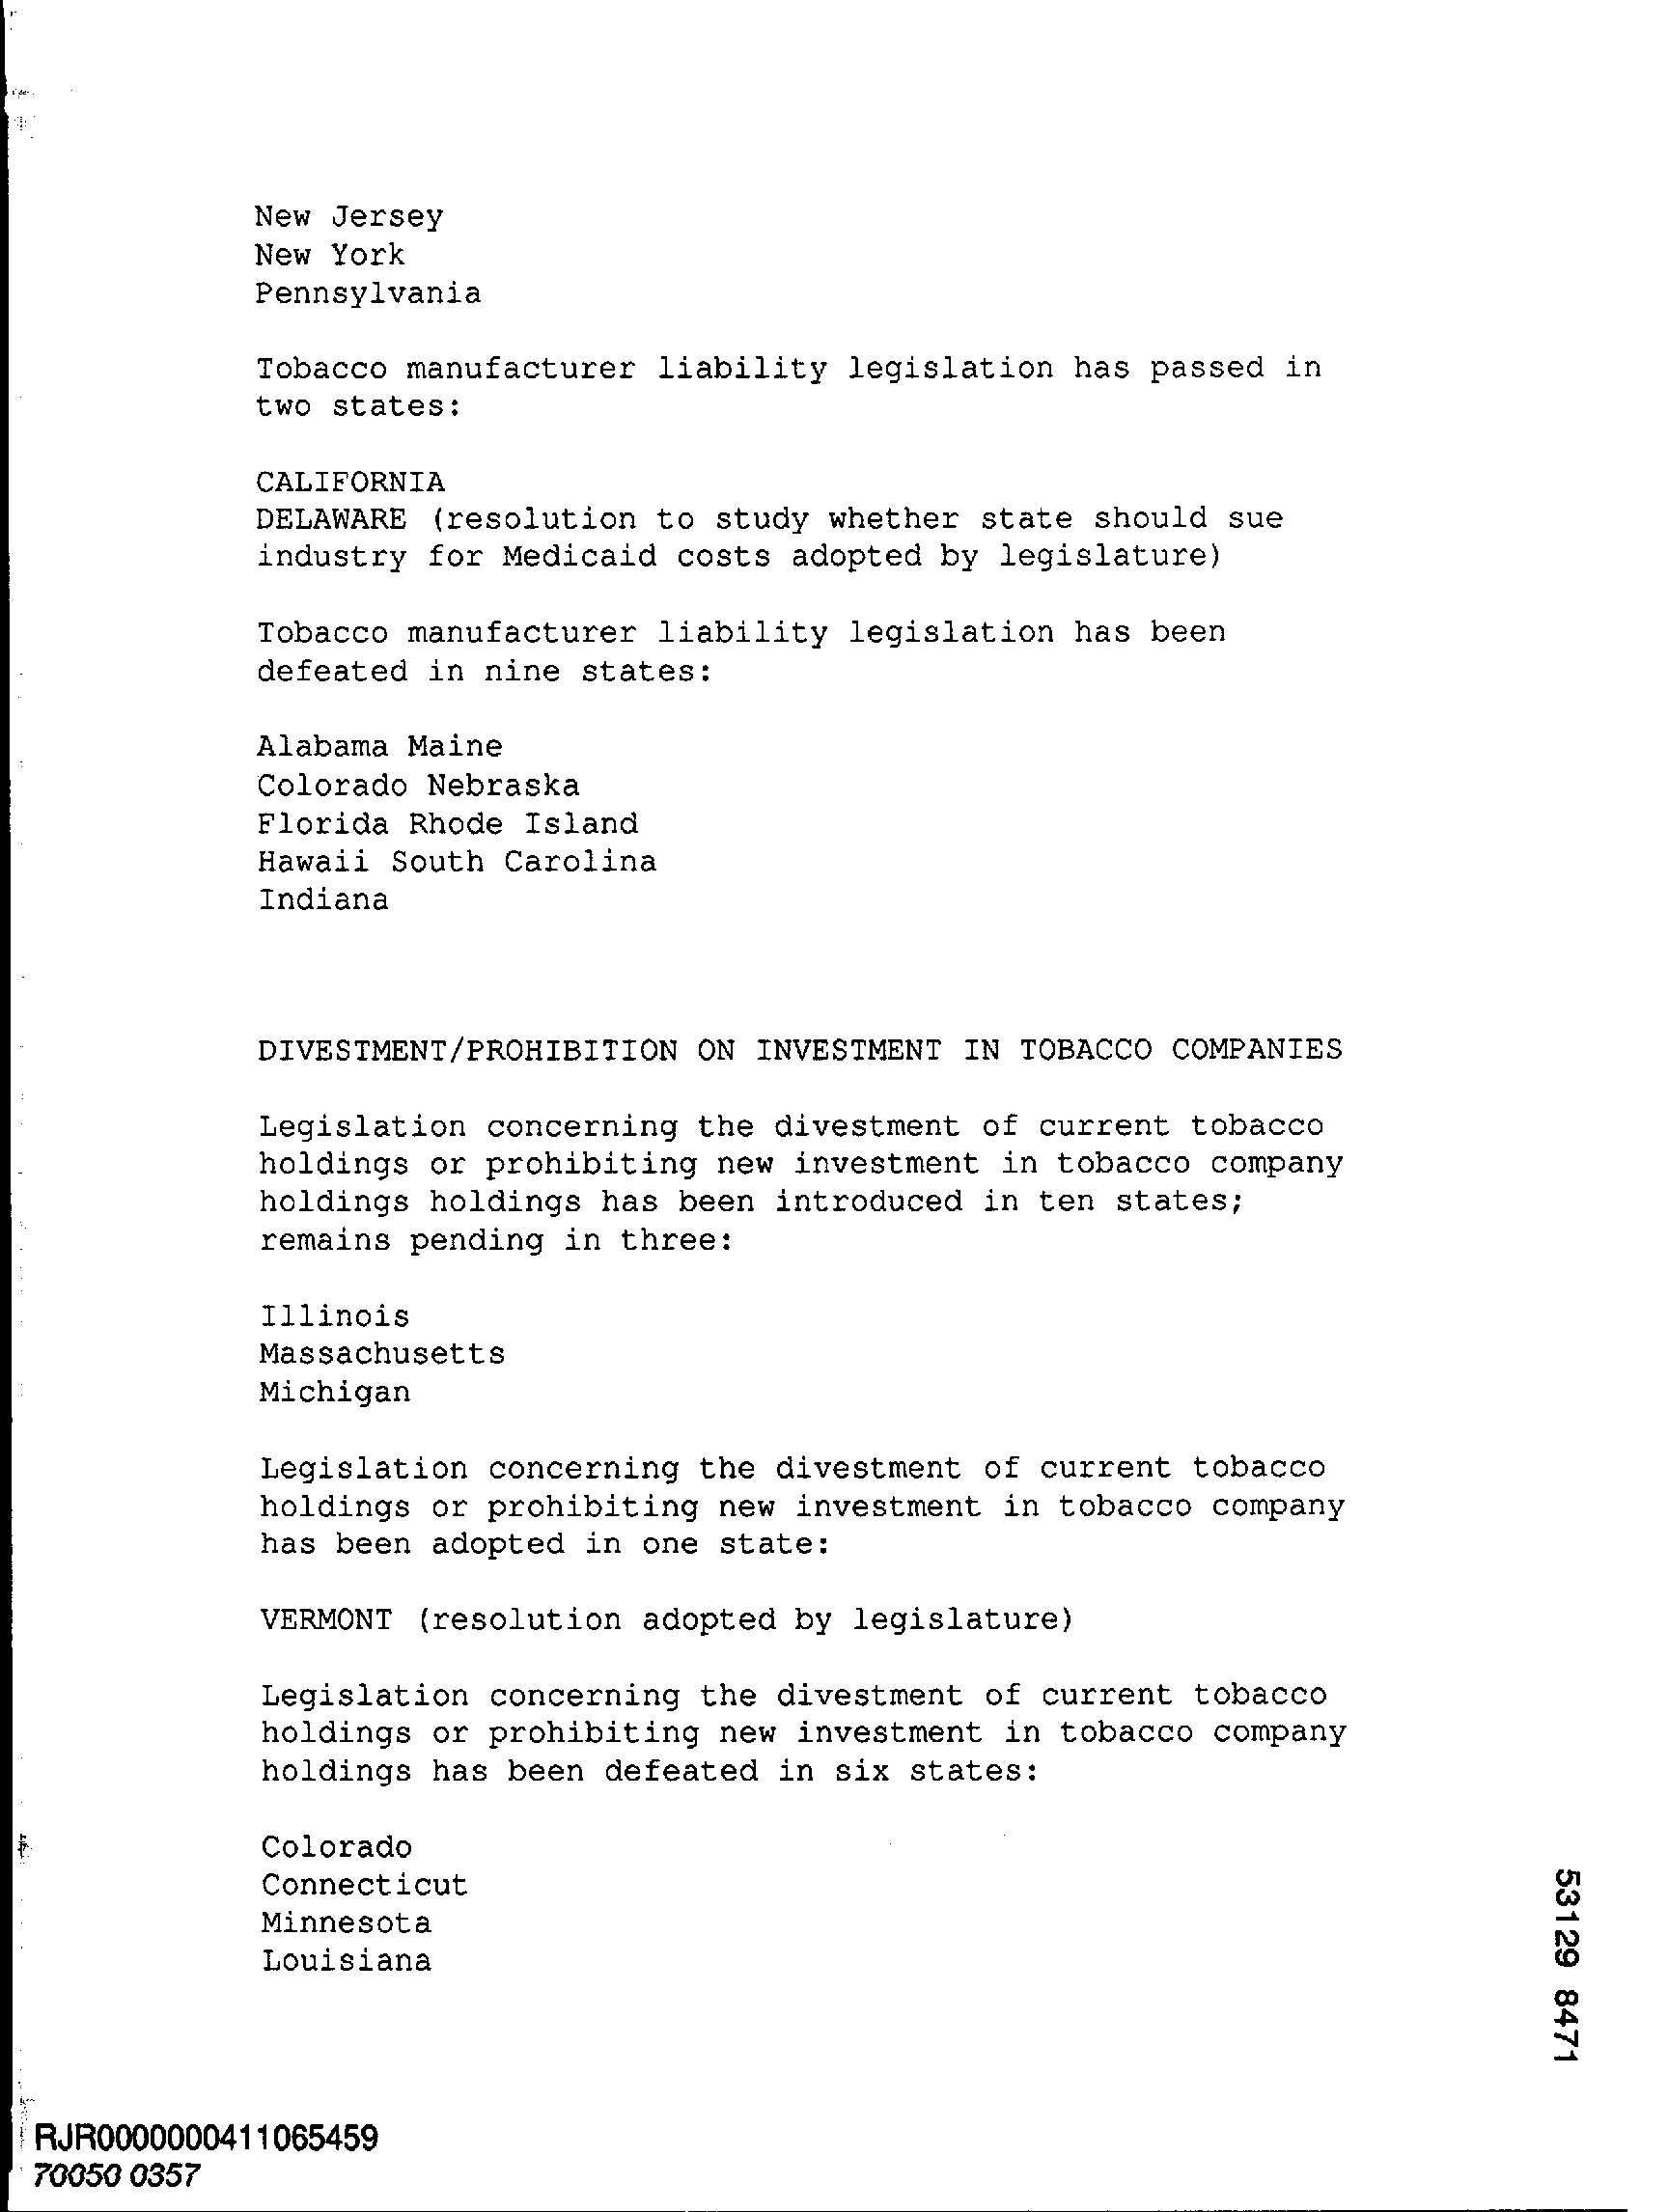 New Jersey
New York
Pennsylvania
Tobacco manufacturer liability legislation has passed in
two states:
CALIFORNIA
DELAWARE (resolution to study whether state should sue
industry for Medicaid costs adopted by legislature)
Tobacco manufacturer liability legislation has been
defeated in nine states:
Alabama Maine
Colorado Nebraska
Florida Rhode Island
Hawaii South Carolina
Indiana
DIVESTMENT/PROHIBITION ON INVESTMENT IN TOBACCO COMPANIES
Legislation concerning the divestment of current tobacco
holdings or prohibiting new investment in tobacco company
holdings holdings has been introduced in ten states;
remains pending in three:
Illinois
Massachusetts
Michigan
Legislation concerning the divestment of current tobacco
holdings or prohibiting new investment in tobacco company
has been adopted in one state:
VERMONT (resolution adopted by legislature)
Legislation concerning the divestment of current tobacco
holdings or prohibiting new investment in tobacco company
holdings has been defeated in six states:
Colorado
Connecticut
Minnesota
Louisiana
53129 8471
RJR0000000411065459
70050 0357